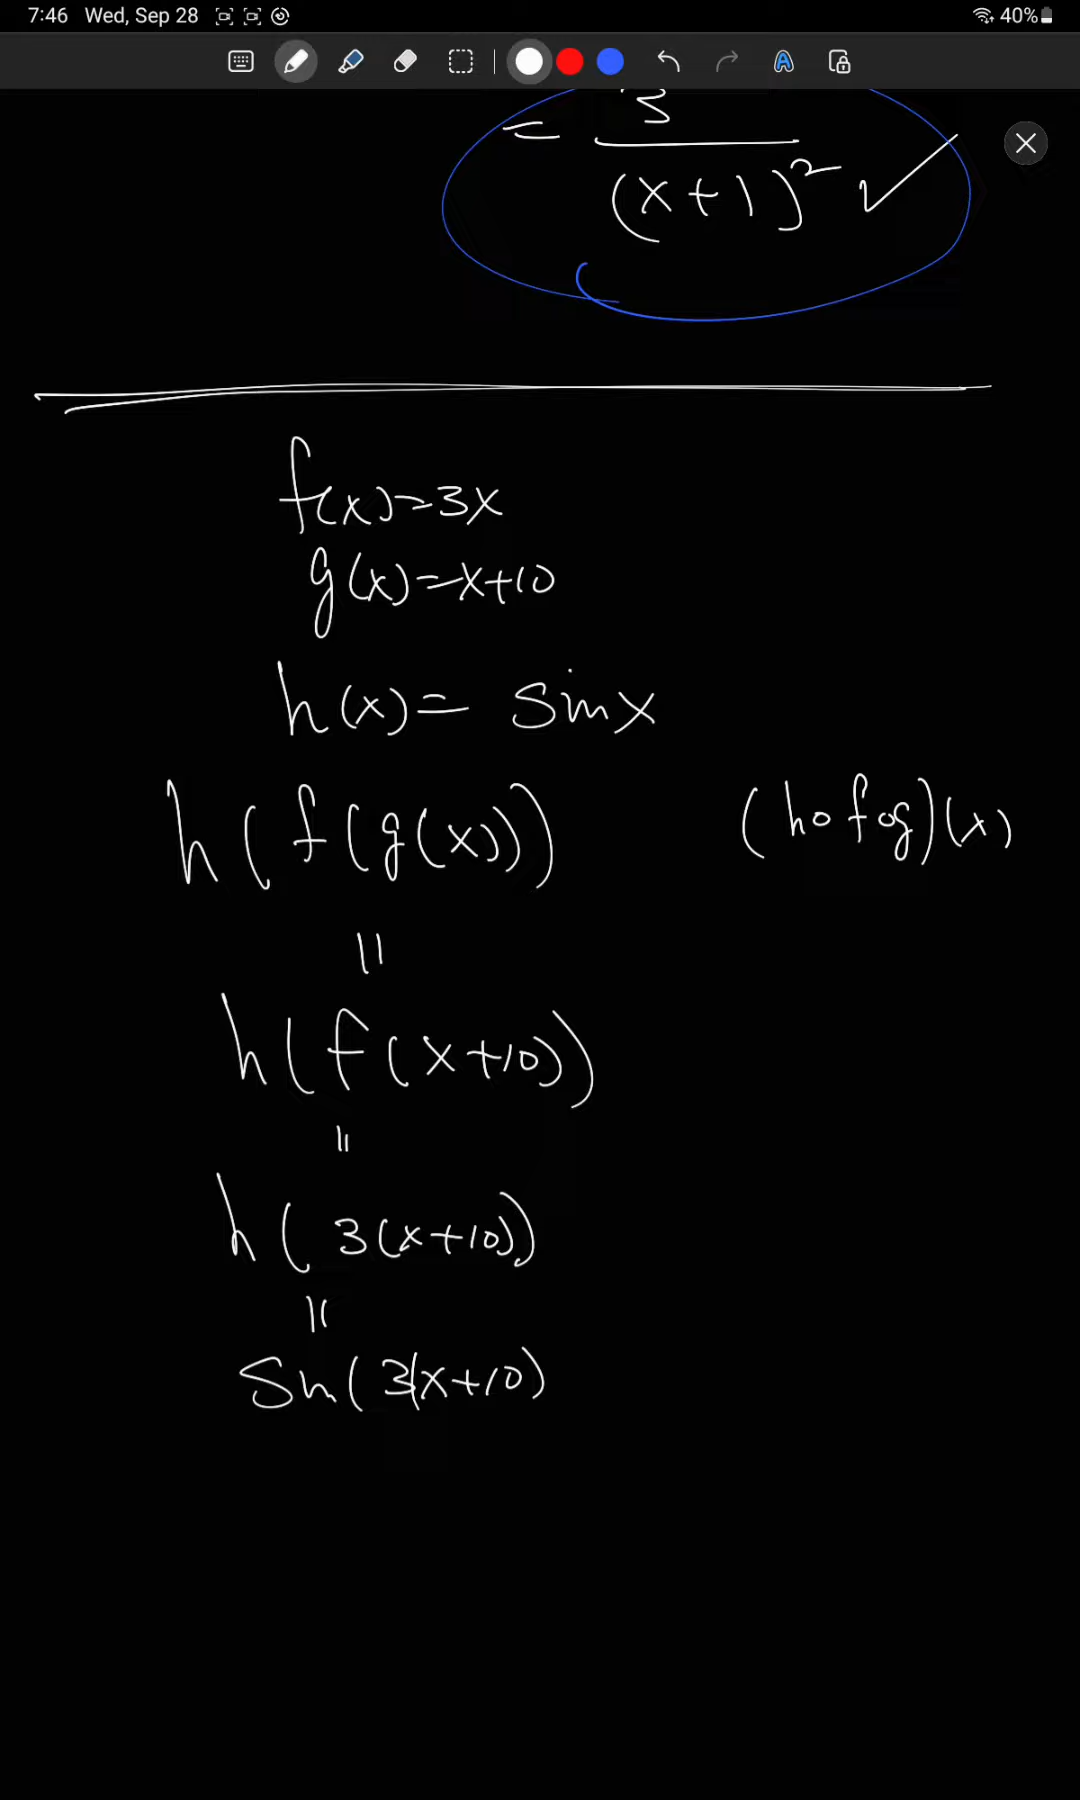 7:46 Wed, Sep 28 40%
= 3
(x+1)² ✓
f(x)=3x
g(x)=x+10
h(x)= sinx
h(f(g(x))) (h∘f∘g)(x)
||
h(f(x+10))
||
h(3(x+10))
||
Sin(3(x+10)